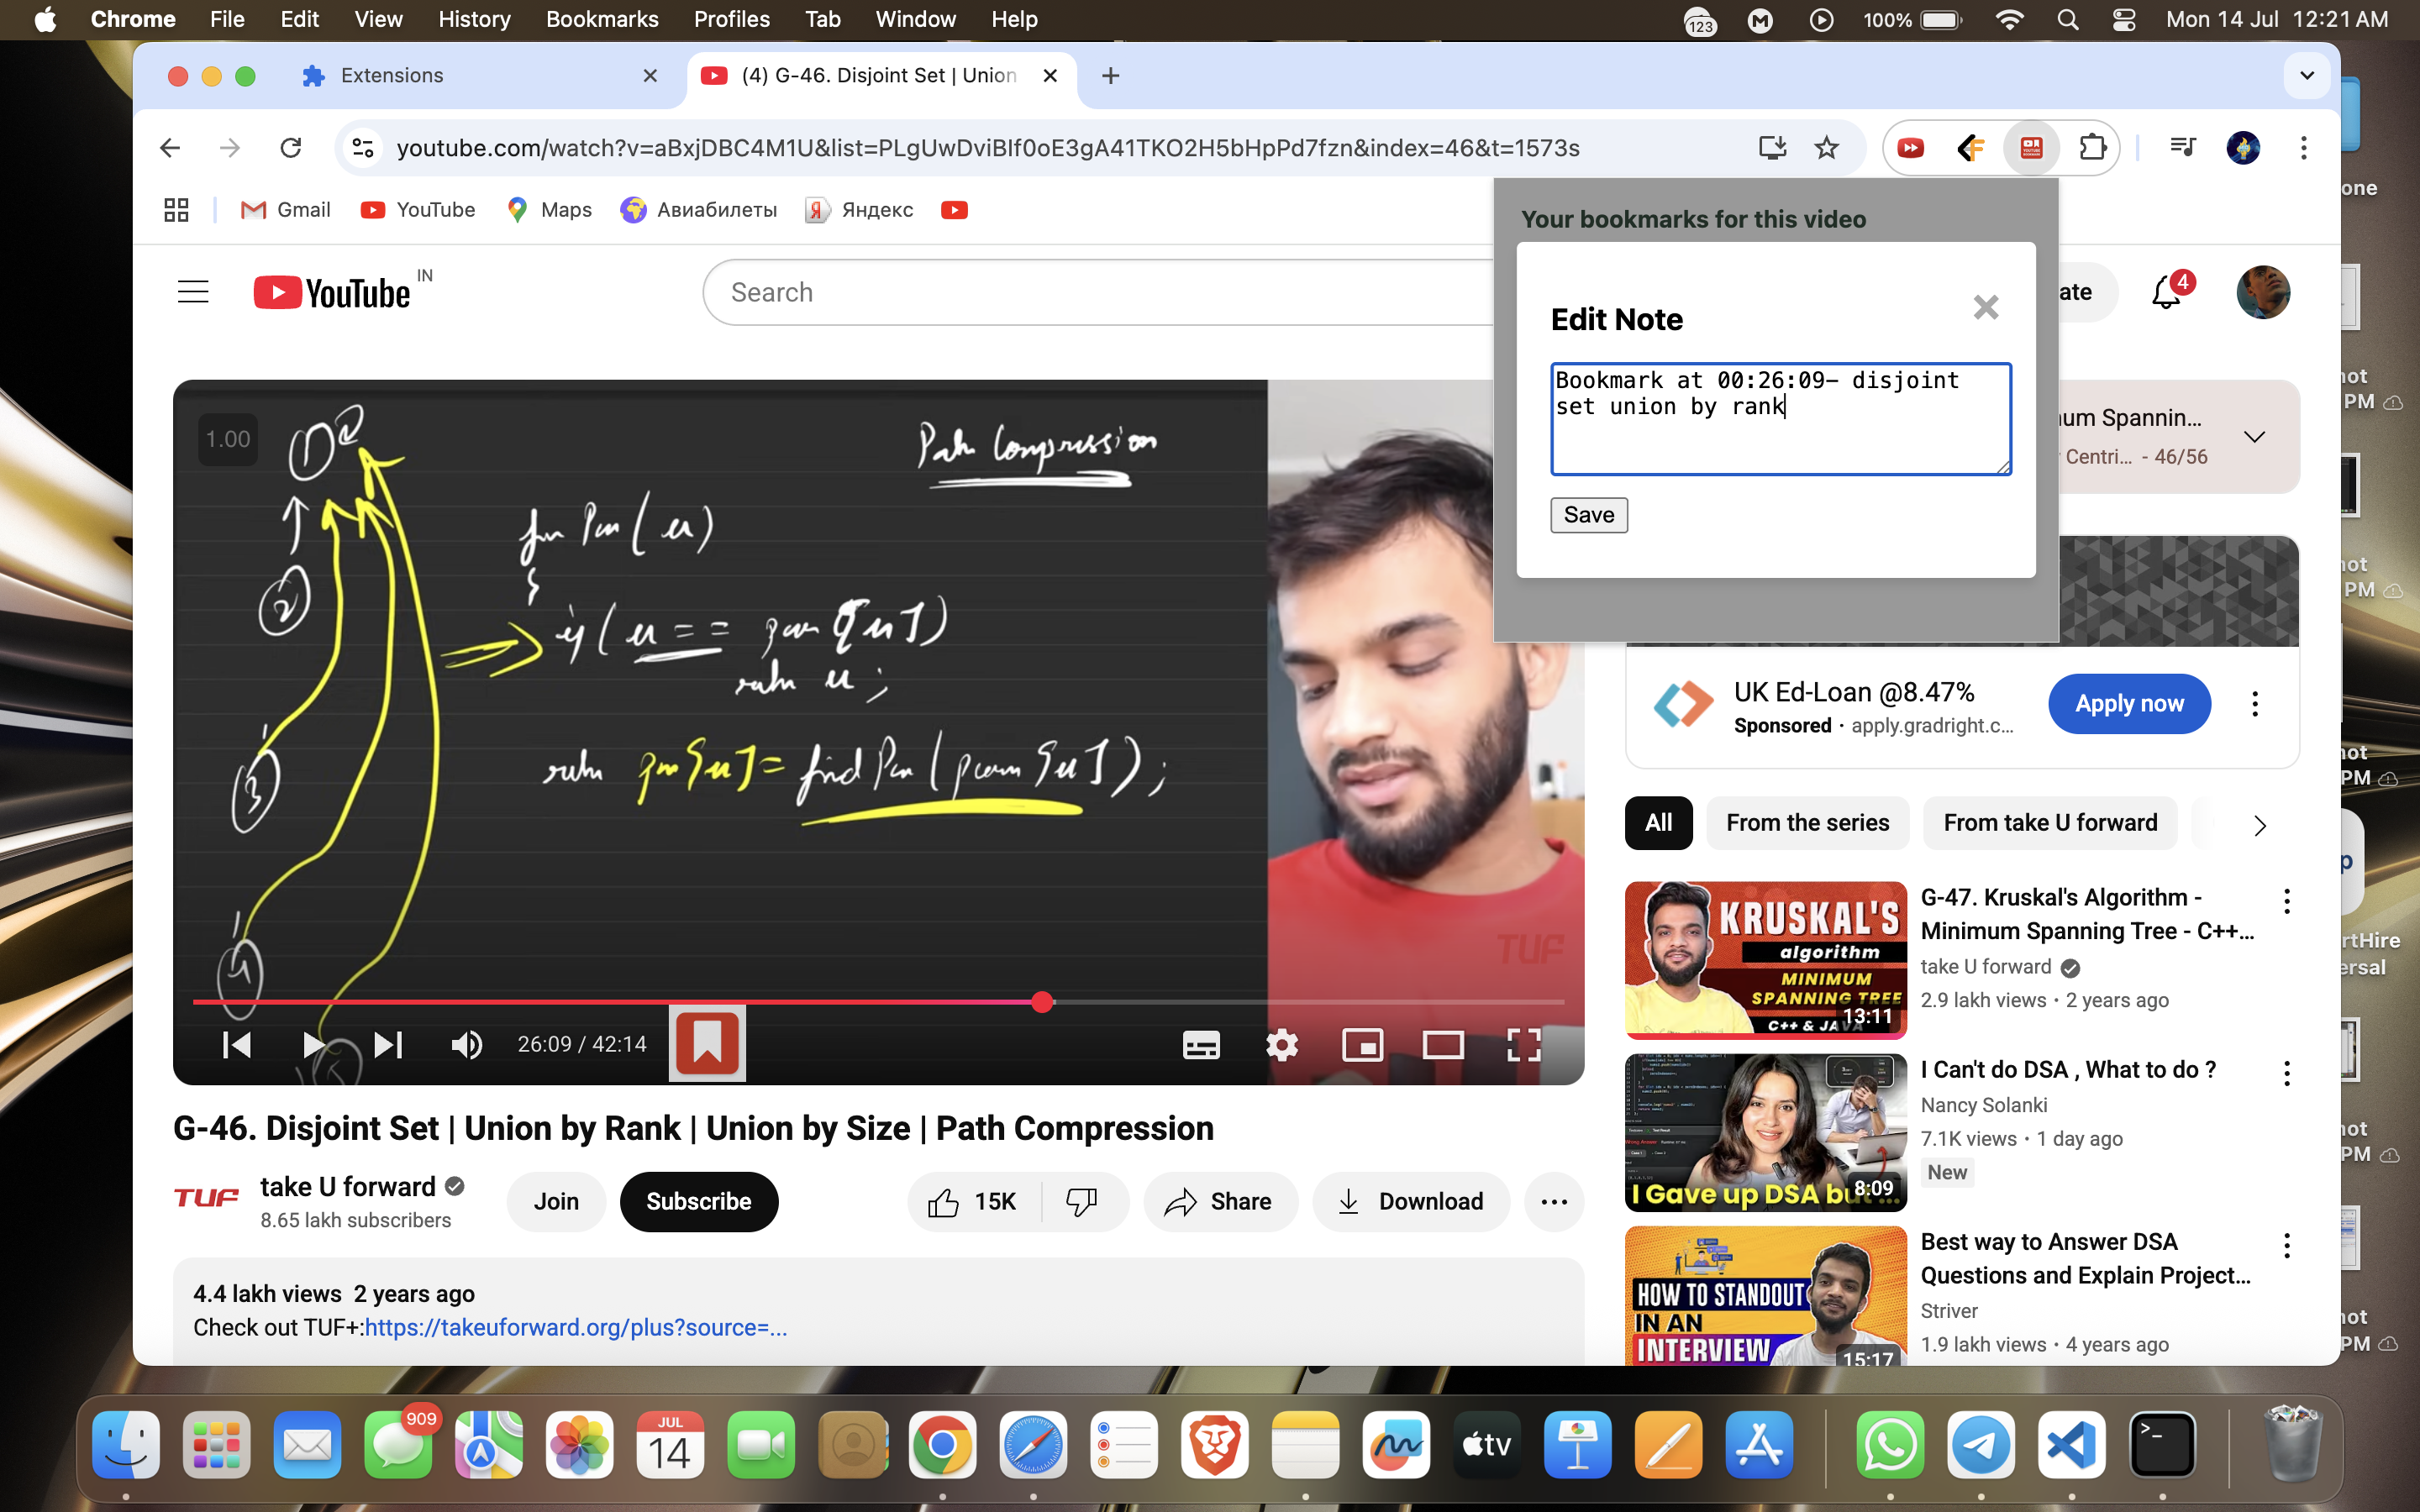 Chrome File Edit View History Bookmarks Profiles Tab Window Help 123 100% Mon 14 Jul 12:21 AM
Extensions (4) G-46. Disjoint Set | Union
youtube.com/watch?v=aBxjDBC4M1U&list=PLgUwDviBIf0oE3gA41TKO2H5bHpPd7fzn&index=46&t=1573s
Gmail YouTube Maps Авиабилеты Яндекс
Your bookmarks for this video
YouTube IN
Search
ate
4
Edit Note
Bookmark at 00:26:09– disjoint
set union by rank
Save
um Spannin...
Centri... - 46/56
1.00
Path Compression
u == 
u ;
TUF
26:09 / 42:14
UK Ed-Loan @8.47%
Sponsored · apply.gradright.c...
Apply now
All From the series From take U forward
KRUSKAL'S
algorithm
MINIMUM
SPANNING TREE
C++ & JAVA
13:11
G-47. Kruskal's Algorithm -
Minimum Spanning Tree - C++...
take U forward
2.9 lakh views · 2 years ago
I Gave up DSA bu
8:09
I Can't do DSA , What to do ?
Nancy Solanki
7.1K views · 1 day ago
New
HOW TO STANDOUT
IN AN
INTERVIEW
15:17
Best way to Answer DSA
Questions and Explain Project...
Striver
1.9 lakh views · 4 years ago
G-46. Disjoint Set | Union by Rank | Union by Size | Path Compression
TUF
take U forward
8.65 lakh subscribers
Join Subscribe 15K Share Download
4.4 lakh views 2 years ago
Check out TUF+:https://takeuforward.org/plus?source=...
one
PM
PM
PM
rtHire
ersal
PM
PM
909
JUL
14
tv